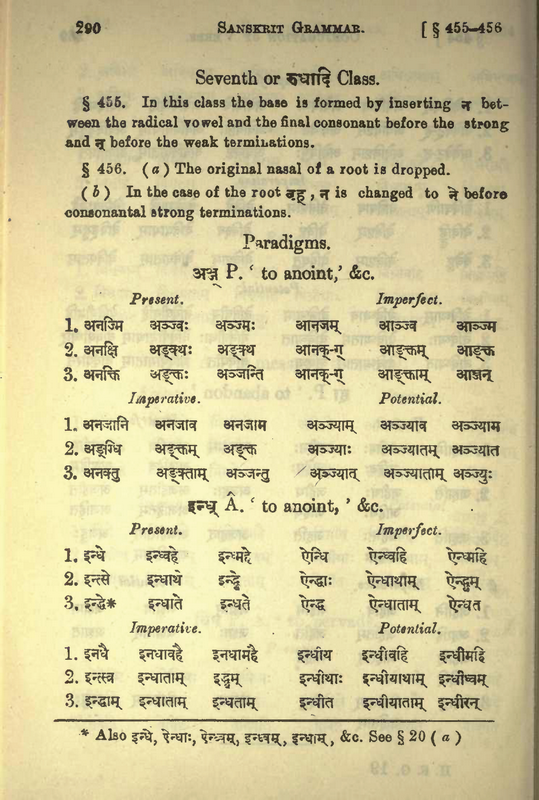 290 SANSKRIT GRAMMAR. [ § 455-456
Seventh or रुधादि Class.
§ 455. In this class the base is formed by inserting न bet-
ween the radical vowel and the final consonant before the strong
and न् before the weak terminations.
§ 456. (a) The original nasal of a root is dropped.
(b) In the case of the root तृह्, न is changed to ने before
consonantal strong terminations.
Paradigms.
अञ्ज् P. ‘ to anoint,’ &c.
Present. Imperfect.
1. अनज्मि अञ्ज्वः अञ्ज्मः आनजम् आञ्ज्व आञ्ज्म
2. अनक्षि अङ्क्थः अङ्क्थ आनक्-ग् आङ्क्तम् आङ्क्त
3. अनक्ति अङ्क्तः अञ्जन्ति आनक्-ग् आङ्क्ताम् आञ्जन्
Imperative. Potential.
1. अनजानि अनजाव अनजाम अञ्ज्याम् अञ्ज्याव अञ्ज्याम
2. अङ्ग्धि अङ्क्तम् अङ्क्त अञ्ज्याः अञ्ज्यातम् अञ्ज्यात
3. अनक्तु अङ्क्ताम् अञ्जन्तु अञ्ज्यात् अञ्ज्याताम् अञ्ज्युः
इन्ध् Â. ‘ to anoint, ’ &c.
Present. Imperfect.
1. इन्धे इन्ध्वहे इन्ध्महे ऐन्धि ऐन्ध्वहि ऐन्ध्महि
2. इन्त्से इन्धाथे इन्द्ध्वे ऐन्द्धाः ऐन्धाथाम् ऐन्द्ध्वम्
3. इन्द्धे* इन्धाते इन्धते ऐन्द्ध ऐन्धाताम् ऐन्धत
Imperative. Potential.
1. इनधै इनधावहै इनधामहै इन्धीय इन्धीवहि इन्धीमहि
2. इन्त्स्व इन्धाताम् इद्ध्वम् इन्धीथाः इन्धीयाथाम् इन्धीध्वम्
3. इन्द्धाम् इन्धाताम् इन्धताम् इन्धीत इन्धीयाताम् इन्धीरन्
* Also इन्धे, ऐन्धाः, ऐन्ध्वम्, इन्ध्वम्, इन्धाम्, &c. See § 20 ( a )